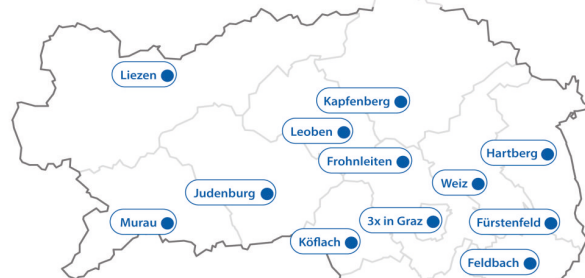 Liezen
Kapfenberg
Leoben
Frohnleiten
Hartberg
Weiz
Judenburg
Murau
3x in Graz
Fürstenfeld
Köflach
Feldbach